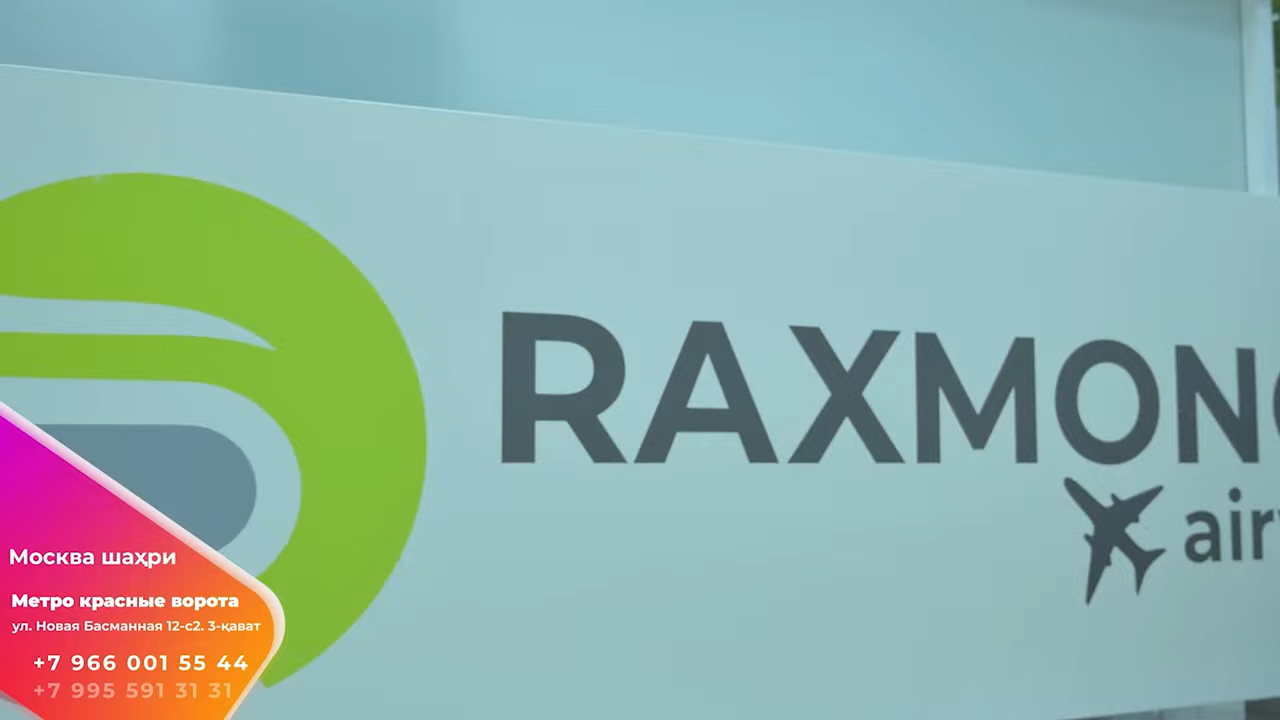 RAXMON
air
Москва шаҳри
Метро красные ворота
ул. Новая Басманная 12-с2. 3-қават
+7 966 001 55 44
+7 995 591 31 31